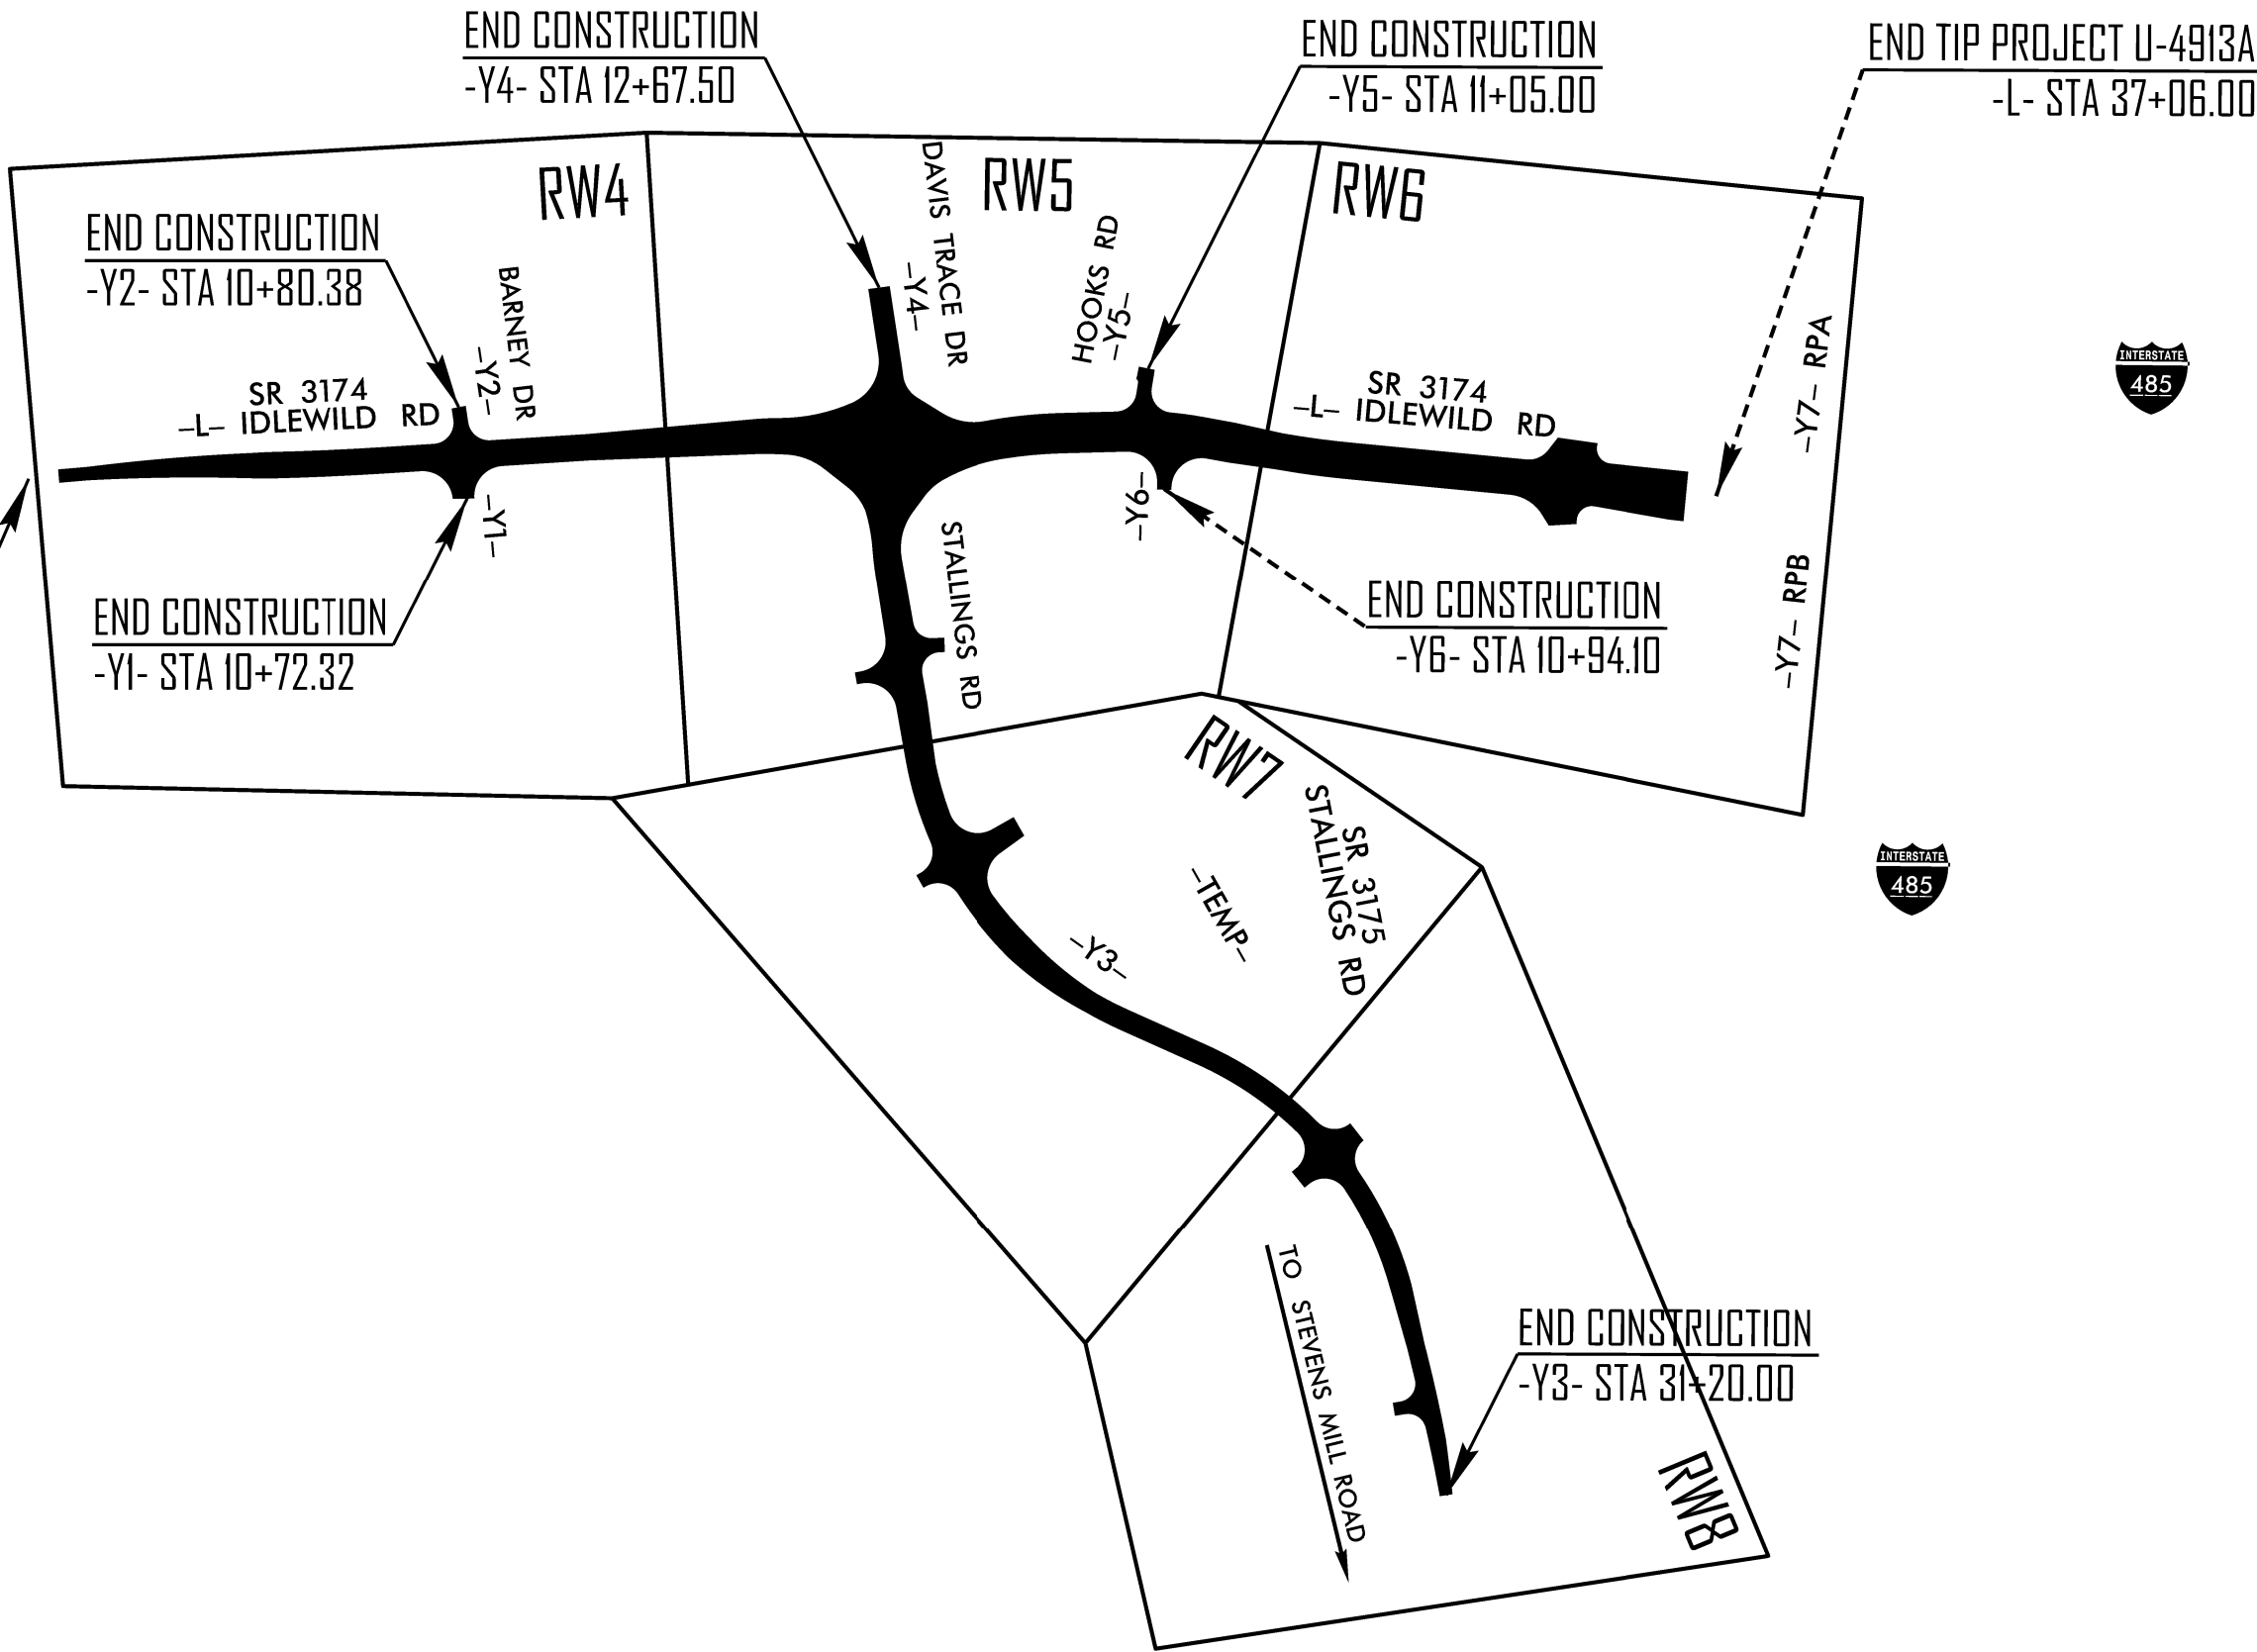 END CONSTRUCTION
-Y4- STA 12+67.50
END CONSTRUCTION
-Y5- STA 11+05.00
END TIP PROJECT U-4913A
-L- STA 37+06.00
RW4
RW5
RW6
END CONSTRUCTION
-Y2- STA 10+80.38
BARNEY DR
-Y2-
DAVIS TRACE DR
-Y4-
HOOKS RD
-Y5-
SR 3174
-L- IDLEWILD RD
SR 3174
-L- IDLEWILD RD
-Y7- RPA
INTERSTATE
485
-Y1-
-Y6-
STALLINGS RD
END CONSTRUCTION
-Y1- STA 10+72.32
END CONSTRUCTION
-Y6- STA 10+94.10
-Y7- RPB
RW7
SR 3175
STALLINGS RD
-TEMP-
-Y3-
INTERSTATE
485
TO STEVENS MILL ROAD
END CONSTRUCTION
-Y3- STA 31+20.00
RW8